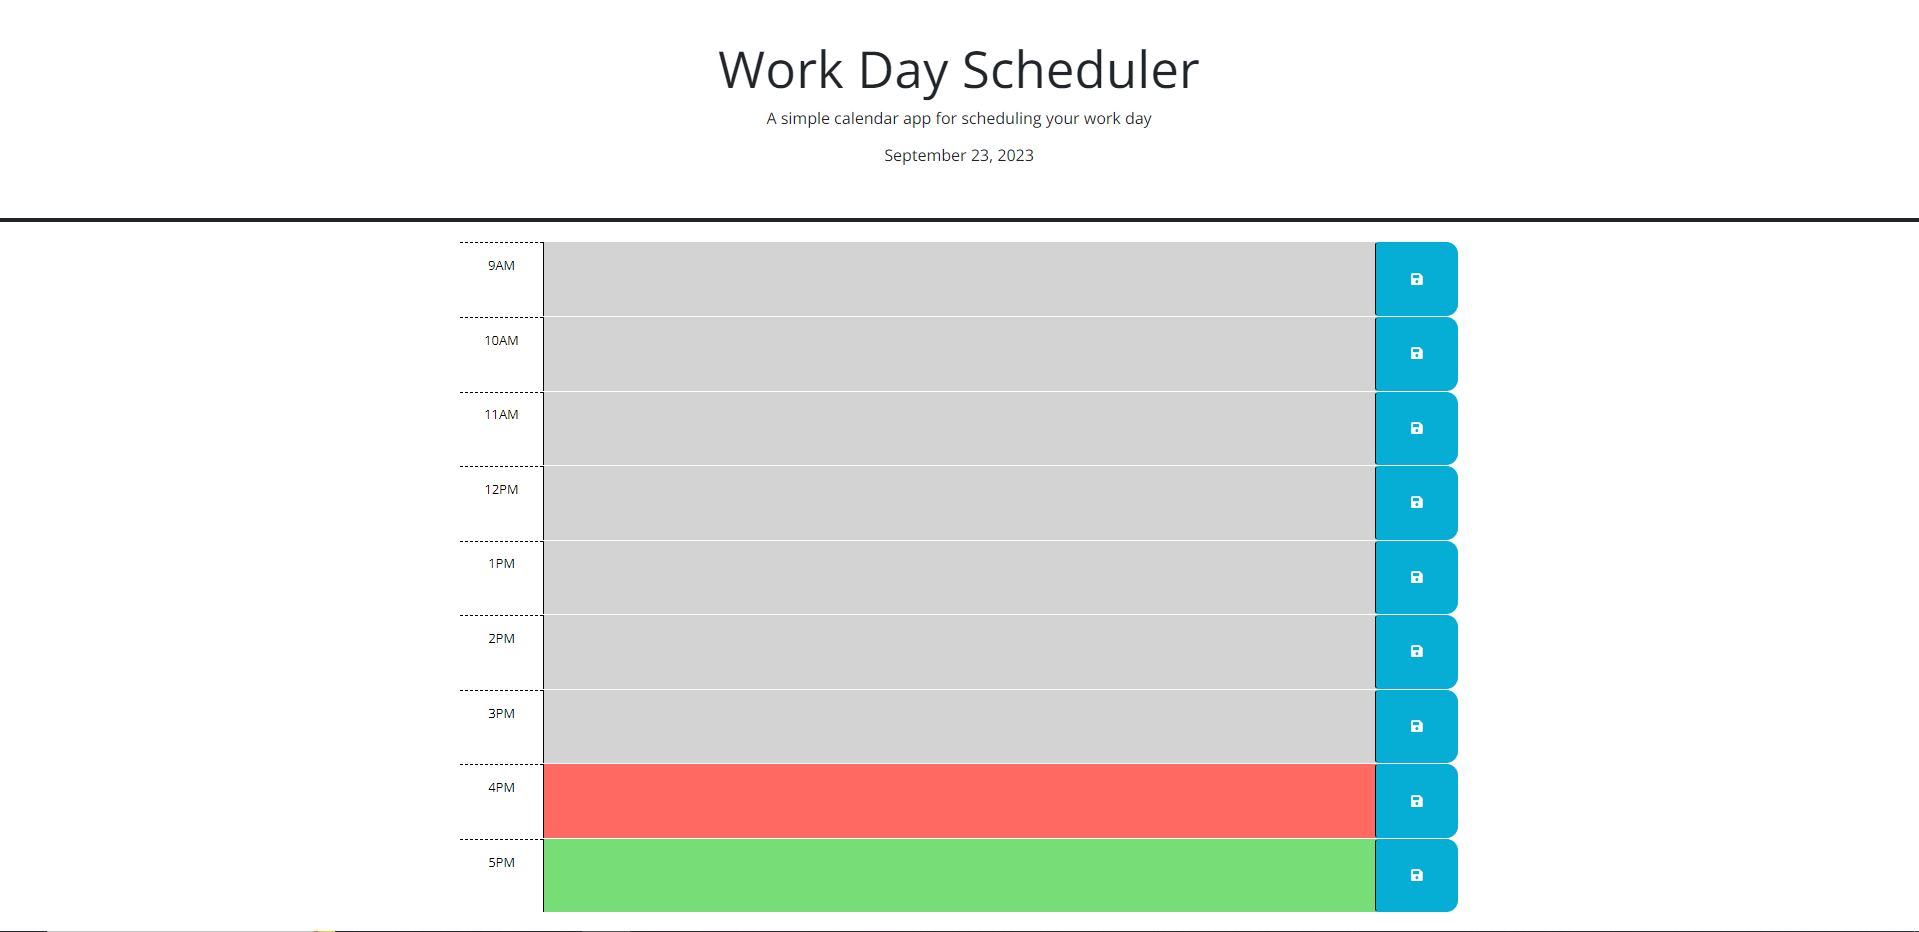 Work Day Scheduler
A simple calendar app for scheduling your work day
September 23, 2023
9AM
10AM
11AM
12PM
1PM
2PM
3PM
4PM
5PM